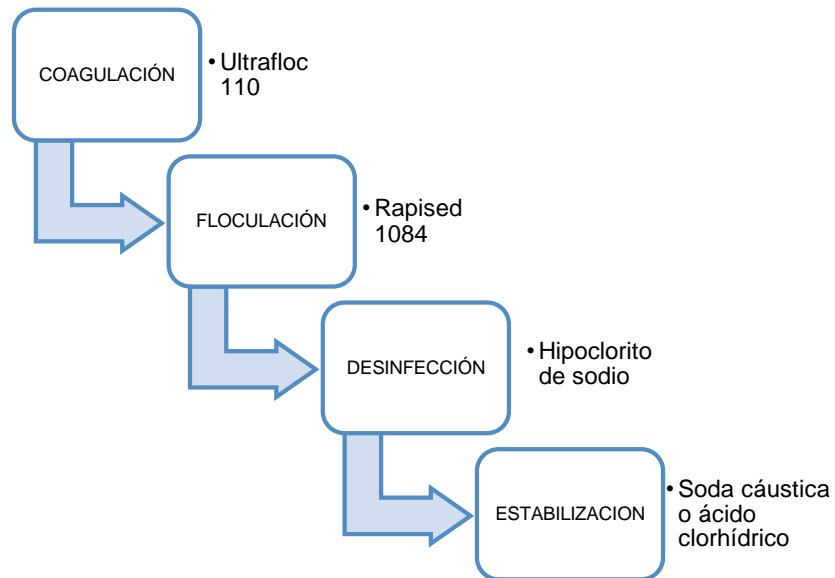 COAGULACIÓN
• Ultrafloc
110
FLOCULACIÓN
• Rapised
1084
DESINFECCIÓN
• Hipoclorito
de sodio
ESTABILIZACION
• Soda cáustica
o ácido
clorhídrico